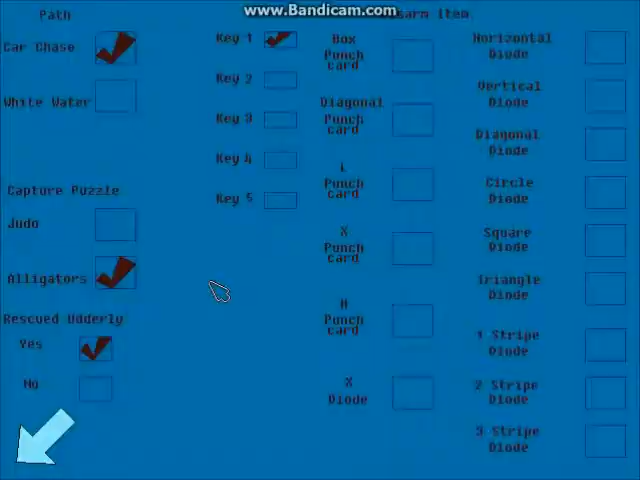 www.Bandicam.com
Path
Item
Car Chase
White Water
Capture Puzzle
Judo
Alligators
Rescued Udderly
Yes
No
Key 1
Key 2
Key 3
Key 4
Key 5
Box
Punch
card
Diagonal
Punch
card
L
Punch
card
X
Punch
card
H
Punch
card
X
Diode
Horizontal
Diode
Vertical
Diode
Diagonal
Diode
Circle
Diode
Square
Diode
Triangle
Diode
1 Stripe
Diode
2 Stripe
Diode
3 Stripe
Diode